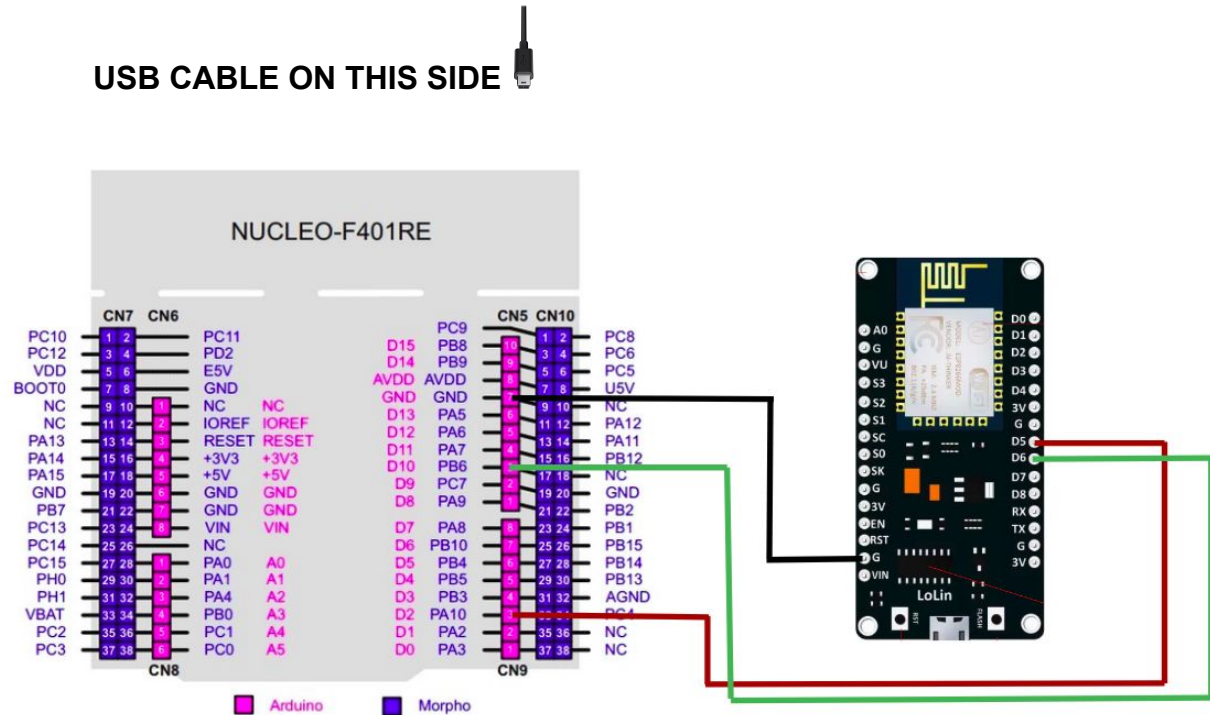 USB CABLE ON THIS SIDE
NUCLEO-F401RE
CN7 CN6 CN5 CN10
PC9
PC10 1 2 PC11 1 2 PC8
PC12 3 4 PD2 D15 PB8 10 3 4 PC6
VDD 5 6 E5V D14 PB9 9 5 6 PC5
BOOT0 7 8 GND AVDD AVDD 8 7 8 U5V
NC 9 10 1 NC NC GND GND 7 9 10 NC
NC 11 12 2 IOREF IOREF D13 PA5 6 11 12 PA12
PA13 13 14 3 RESET RESET D12 PA6 5 13 14 PA11
PA14 15 16 4 +3V3 +3V3 D11 PA7 4 15 16 PB12
PA15 17 18 5 +5V +5V D10 PB6 17 18 NC
GND 19 20 6 GND GND D9 PC7 2 19 20 GND
PB7 21 22 7 GND GND D8 PA9 1 21 22 PB2
PC13 23 24 8 VIN VIN D7 PA8 8 23 24 PB1
PC14 25 26 NC D6 PB10 7 25 26 PB15
PC15 27 28 1 PA0 A0 D5 PB4 6 27 28 PB14
PH0 29 30 2 PA1 A1 D4 PB5 5 29 30 PB13
PH1 31 32 3 PA4 A2 D3 PB3 4 31 32 AGND
VBAT 33 34 4 PB0 A3 D2 PA10 PC4
PC2 35 36 5 PC1 A4 D1 PA2 2 35 36 NC
PC3 37 38 6 PC0 A5 D0 PA3 1 37 38 NC
CN8 CN9
Arduino Morpho
A0
G
VU
S3
S2
S1
SC
S0
SK
G
3V
EN
RST
G
VIN
MODEL ESP8266MOD
VENDOR AI-THINKER
ISM 2.4GHz
PA +25dBm
802.11b/g/n
D0
D1
D2
D3
D4
3V
G
D5
D6
D7
D8
RX
TX
G
3V
LoLin
RST
FLASH